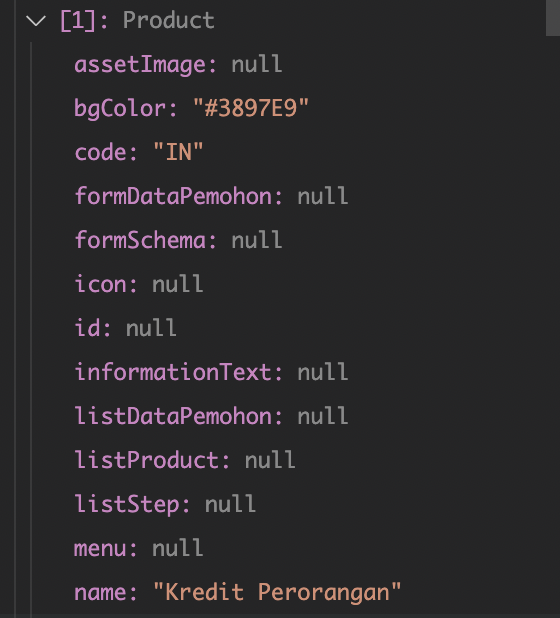 [1]: Product
assetImage: null
bgColor: "#3897E9"
code: "IN"
formDataPemohon: null
formSchema: null
icon: null
id: null
informationText: null
listDataPemohon: null
listProduct: null
listStep: null
menu: null
name: "Kredit Perorangan"